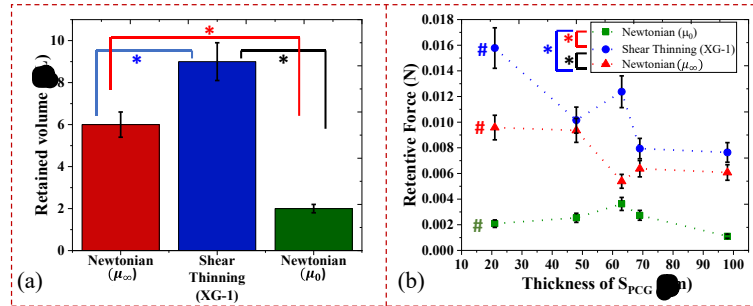 10
8
6
4
2
0
Retained volume
*
*
*
Newtonian
(μ∞)
Shear
Thinning
(XG-1)
Newtonian
(μ0)
(a)
0.018
0.016
0.014
0.012
0.010
0.008
0.006
0.004
0.002
0.000
Retentive Force (N)
#
#
#
*
*
*
Newtonian (μ0)
Shear Thinning (XG-1)
Newtonian (μ∞)
10 20 30 40 50 60 70 80 90 100
Thickness of SPCG
(b)